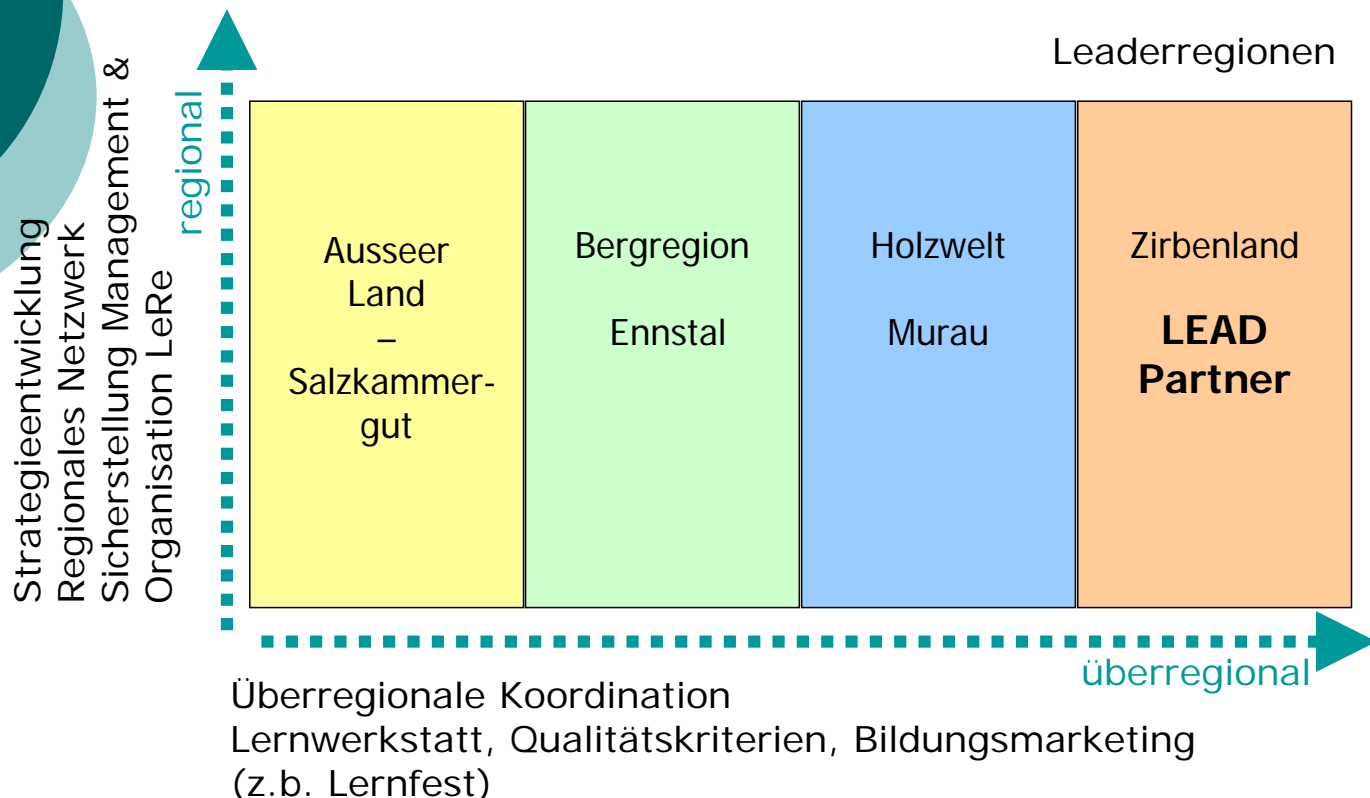 Leaderregionen
Strategieentwicklung
Regionales Netzwerk
Sicherstellung Management &
Organisation LeRe
regional
Ausseer
Land
–
Salzkammer-
gut
Bergregion
Ennstal
Holzwelt
Murau
Zirbenland
LEAD
Partner
überregional
Überregionale Koordination
Lernwerkstatt, Qualitätskriterien, Bildungsmarketing
(z.b. Lernfest)